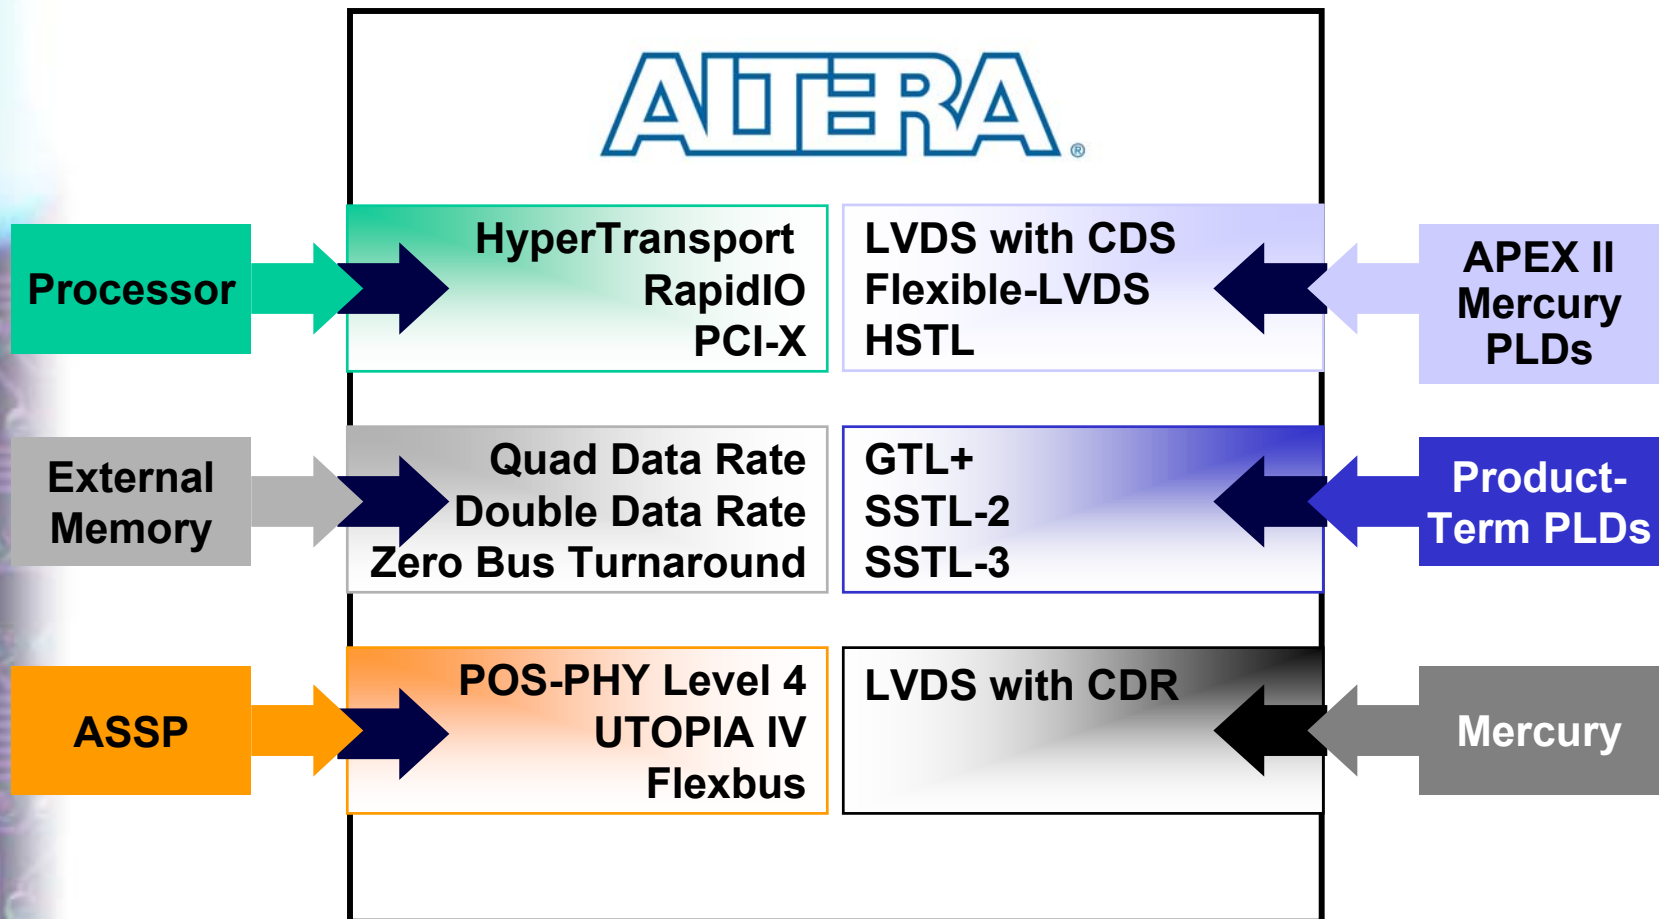 ALTERA®
Processor
HyperTransport
RapidIO
PCI-X
LVDS with CDS
Flexible-LVDS
HSTL
APEX II
Mercury
PLDs
External
Memory
Quad Data Rate
Double Data Rate
Zero Bus Turnaround
GTL+
SSTL-2
SSTL-3
Product-
Term PLDs
ASSP
POS-PHY Level 4
UTOPIA IV
Flexbus
LVDS with CDR
Mercury